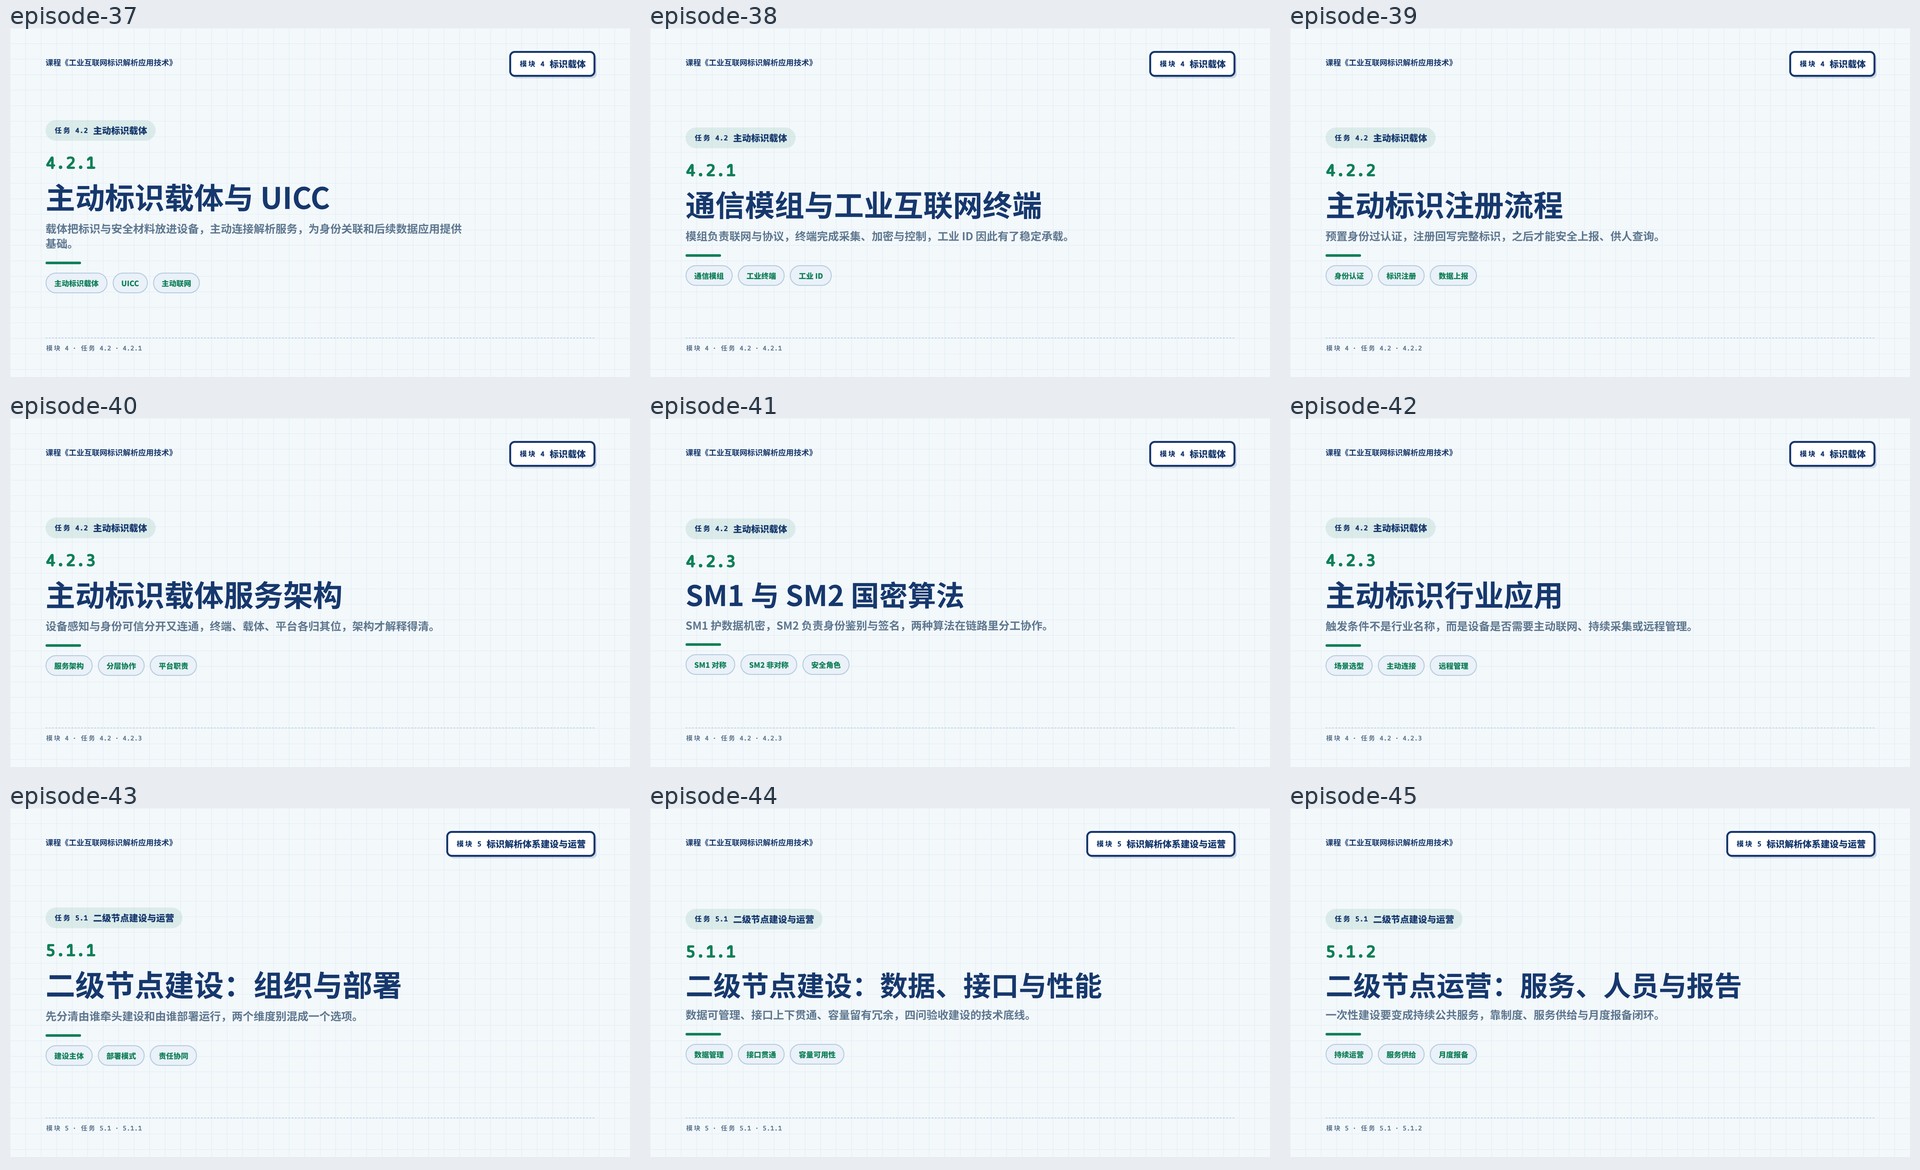 episode-37
课程《工业互联网标识解析应用技术》
模块 4 标识载体
任务 4.2 主动标识载体
4.2.1
主动标识载体与 UICC
载体把标识与安全材料放进设备，主动连接解析服务，为身份关联和后续数据应用提供
基础。
主动标识载体 UICC 主动联网
模块 4 · 任务 4.2 · 4.2.1
episode-38
课程《工业互联网标识解析应用技术》
模块 4 标识载体
任务 4.2 主动标识载体
4.2.1
通信模组与工业互联网终端
模组负责联网与协议，终端完成采集、加密与控制，工业 ID 因此有了稳定承载。
通信模组 工业终端 工业 ID
模块 4 · 任务 4.2 · 4.2.1
episode-39
课程《工业互联网标识解析应用技术》
模块 4 标识载体
任务 4.2 主动标识载体
4.2.2
主动标识注册流程
预置身份过认证，注册回写完整标识，之后才能安全上报、供人查询。
身份认证 标识注册 数据上报
模块 4 · 任务 4.2 · 4.2.2
episode-40
课程《工业互联网标识解析应用技术》
模块 4 标识载体
任务 4.2 主动标识载体
4.2.3
主动标识载体服务架构
设备感知与身份可信分开又连通，终端、载体、平台各归其位，架构才解释得清。
服务架构 分层协作 平台职责
模块 4 · 任务 4.2 · 4.2.3
episode-41
课程《工业互联网标识解析应用技术》
模块 4 标识载体
任务 4.2 主动标识载体
4.2.3
SM1 与 SM2 国密算法
SM1 护数据机密，SM2 负责身份鉴别与签名，两种算法在链路里分工协作。
SM1 对称 SM2 非对称 安全角色
模块 4 · 任务 4.2 · 4.2.3
episode-42
课程《工业互联网标识解析应用技术》
模块 4 标识载体
任务 4.2 主动标识载体
4.2.3
主动标识行业应用
触发条件不是行业名称，而是设备是否需要主动联网、持续采集或远程管理。
场景选型 主动连接 远程管理
模块 4 · 任务 4.2 · 4.2.3
episode-43
课程《工业互联网标识解析应用技术》
模块 5 标识解析体系建设与运营
任务 5.1 二级节点建设与运营
5.1.1
二级节点建设：组织与部署
先分清由谁牵头建设和由谁部署运行，两个维度别混成一个选项。
建设主体 部署模式 责任协同
模块 5 · 任务 5.1 · 5.1.1
episode-44
课程《工业互联网标识解析应用技术》
模块 5 标识解析体系建设与运营
任务 5.1 二级节点建设与运营
5.1.1
二级节点建设：数据、接口与性能
数据可管理、接口上下贯通、容量留有冗余，四问验收建设的技术底线。
数据管理 接口贯通 容量可用性
模块 5 · 任务 5.1 · 5.1.1
episode-45
课程《工业互联网标识解析应用技术》
模块 5 标识解析体系建设与运营
任务 5.1 二级节点建设与运营
5.1.2
二级节点运营：服务、人员与报告
一次性建设要变成持续公共服务，靠制度、服务供给与月度报备闭环。
持续运营 服务供给 月度报备
模块 5 · 任务 5.1 · 5.1.2